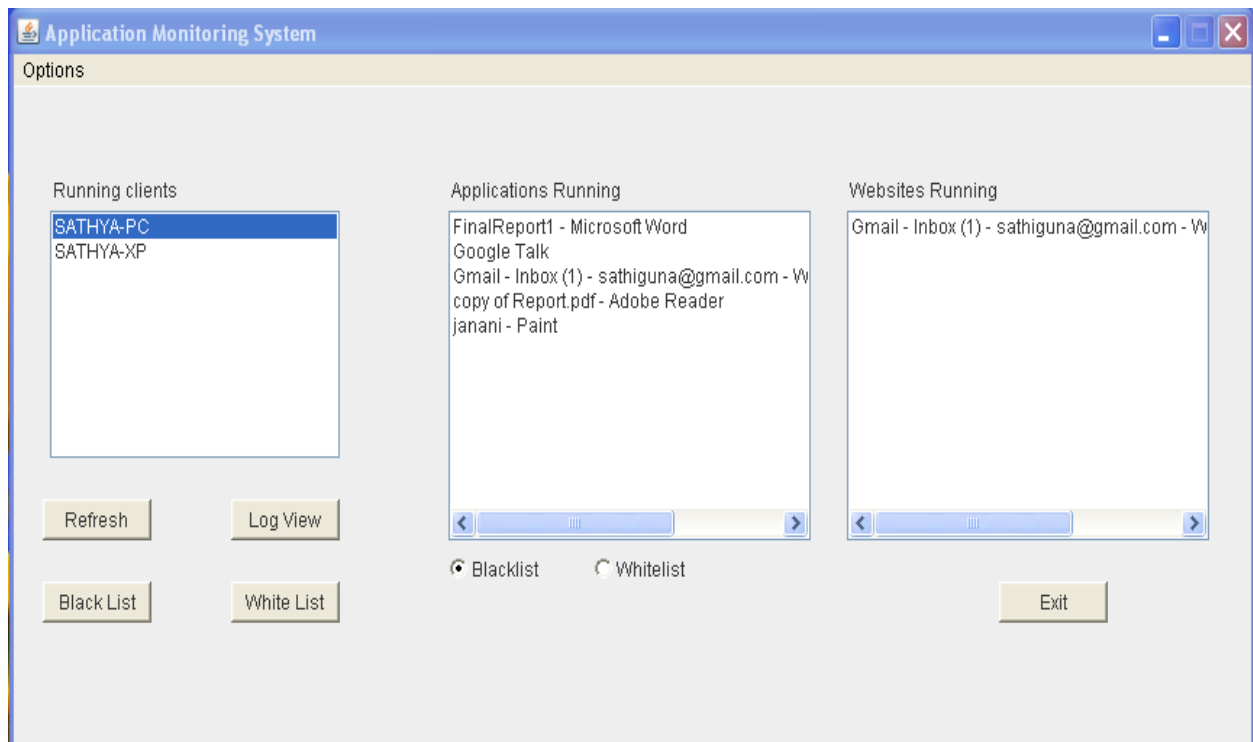 Application Monitoring System
Options
Running clients
SATHYA-PC
SATHYA-XP
Refresh
Log View
Black List
White List
Applications Running
FinalReport1 - Microsoft Word
Google Talk
Gmail - Inbox (1) - sathiguna@gmail.com - W
copy of Report.pdf - Adobe Reader
janani - Paint
Blacklist
Whitelist
Websites Running
Gmail - Inbox (1) - sathiguna@gmail.com - W
Exit